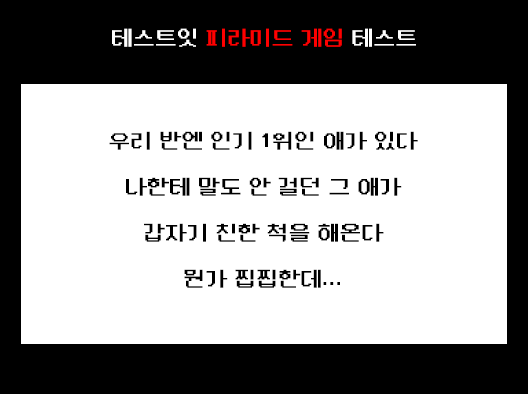 테스트잇 피라미드 게임 테스트
우리 반엔 인기 1위인 애가 있다
나한테 말도 안 걸던 그 애가
갑자기 친한 척을 해온다
뭔가 찝찝한데...